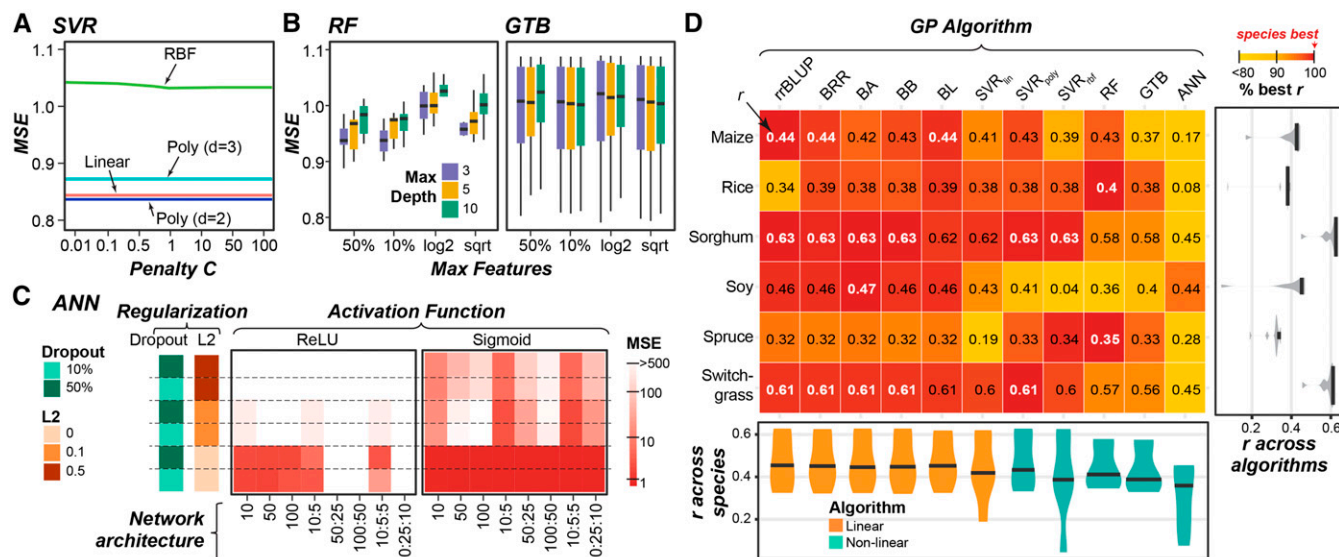 A SVR
MSE
1.1
1.0
0.9
0.8
RBF
Poly (d=3)
Linear
Poly (d=2)
0.01 0.1 0.5 1 10 50 100
Penalty C
B RF GTB
MSE
1.1
1.0
0.9
0.8
Max
Depth
3
5
10
50% 10% log2 sqrt 50% 10% log2 sqrt
Max Features
C ANN
Regularization Activation Function
Dropout L2 ReLU Sigmoid MSE
Dropout
10%
50%
L2
0
0.1
0.5
>500
100
10
1
Network
architecture
10 50 100 10:5 50:25 100:50 10:5:5 0:25:10 10 50 100 10:5 50:25 100:50 10:5:5 0:25:10
D GP Algorithm
r rrBLUP BRR BA BB BL SVRlin SVRpoly SVRrbf RF GTB ANN
Maize 0.44 0.44 0.42 0.43 0.44 0.41 0.43 0.39 0.43 0.37 0.17
Rice 0.34 0.39 0.38 0.38 0.39 0.38 0.38 0.38 0.4 0.38 0.08
Sorghum 0.63 0.63 0.63 0.63 0.62 0.62 0.63 0.63 0.58 0.58 0.45
Soy 0.46 0.46 0.47 0.46 0.46 0.43 0.41 0.04 0.36 0.4 0.44
Spruce 0.32 0.32 0.32 0.32 0.32 0.19 0.33 0.34 0.35 0.33 0.28
Switch-
grass 0.61 0.61 0.61 0.61 0.61 0.6 0.61 0.6 0.57 0.56 0.45
species best
<80 90 100
% best r
0.2 0.4 0.6
r across
algorithms
r across
species
0.6
0.4
0.2
Algorithm
Linear
Non-linear